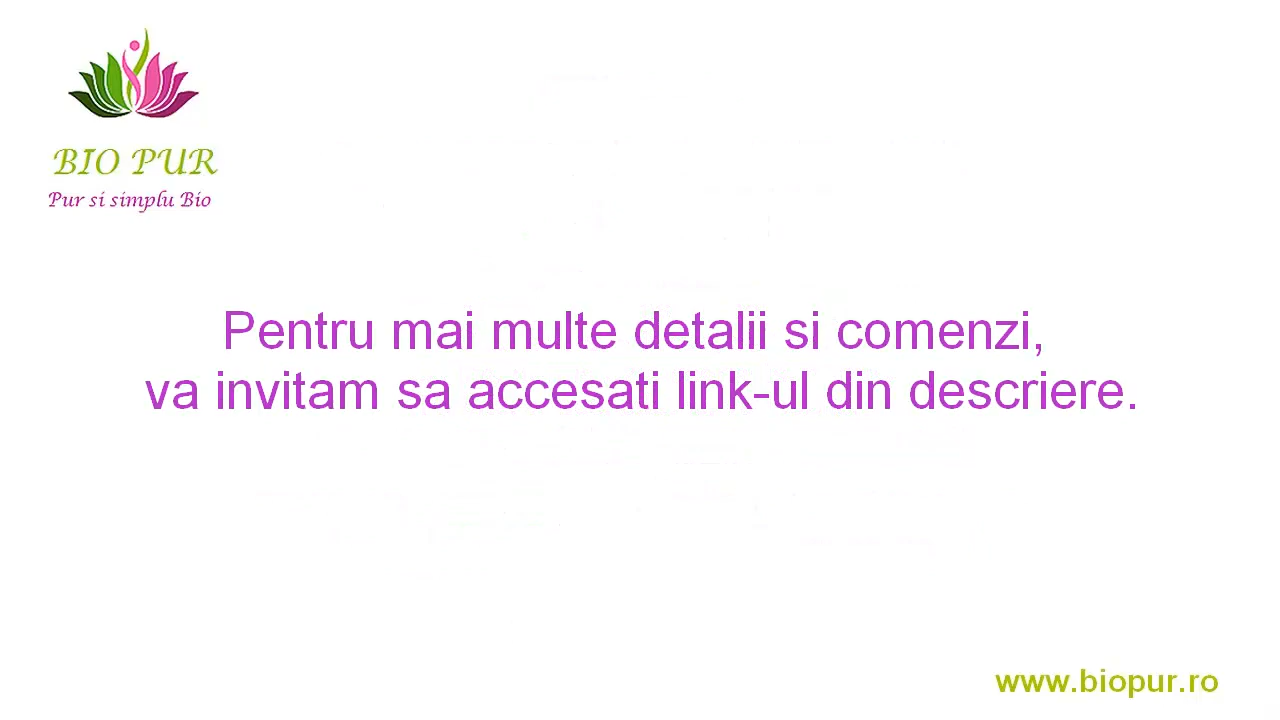 BIO PUR
Pur si simplu Bio
Pentru mai multe detalii si comenzi,
va invitam sa accesati link-ul din descriere.
www.biopur.ro